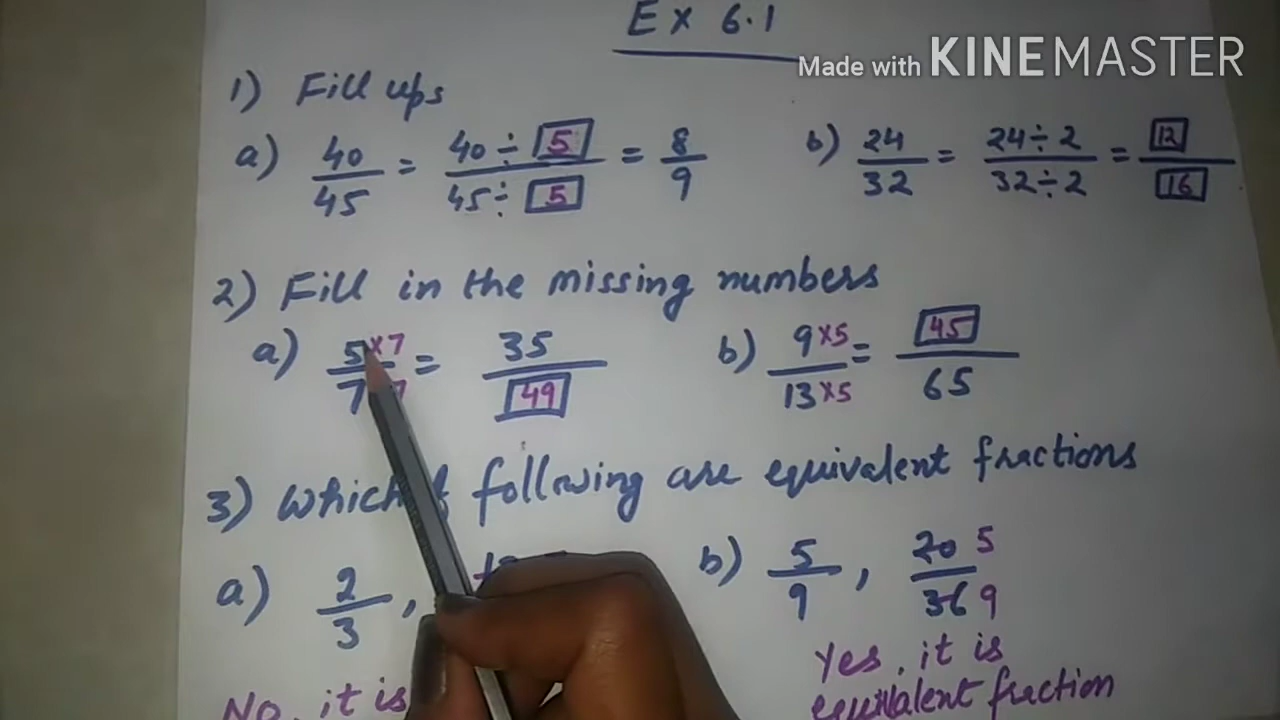 Ex 6.1
Made with KINEMASTER
1) Fill ups
a) 40/45 = 40 ÷ 5 / 45 ÷ 5 = 8/9 b) 24/32 = 24 ÷ 2 / 32 ÷ 2 = 12/16
2) Fill in the missing numbers
a) 5 × 7 / 7 7 = 35/49 b) 9 × 5 / 13 × 5 = 45/65
3) Which following are equivalent fractions
a) 2/3 , b) 5/9 , 20/36 5/9
No, it is
Yes, it is
equivalent fraction